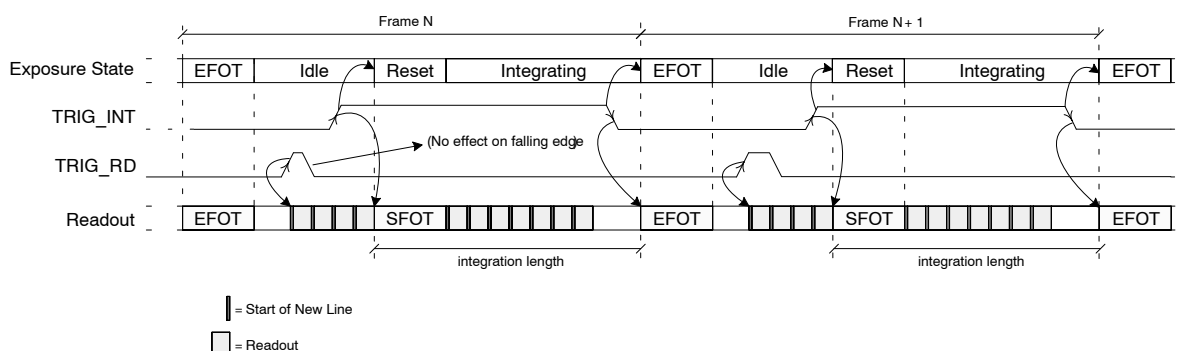 Frame N
Frame N+ 1
Exposure State
EFOT
Idle
Reset
Integrating
EFOT
Idle
Reset
Integrating
EFOT
TRIG_INT
(No effect on falling edge)
TRIG_RD
Readout
EFOT
SFOT
EFOT
SFOT
EFOT
integration length
integration length
= Start of New Line
= Readout